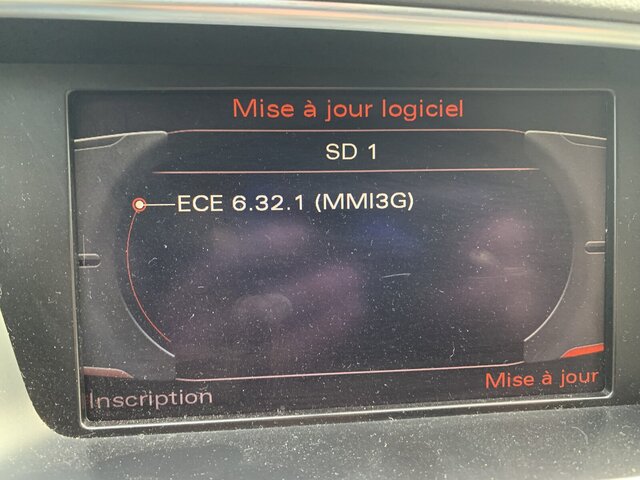 Mise à jour logiciel
SD 1
ECE 6.32.1 (MMI3G)
Mise à jour
Inscription